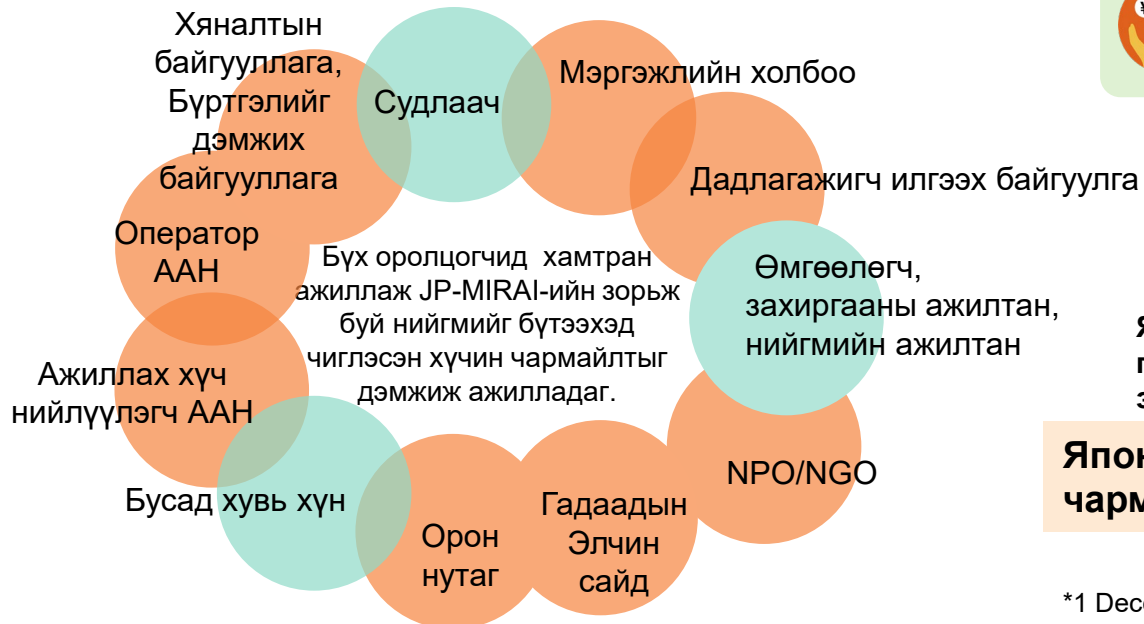 Хяналтын
байгууллага,
Бүртгэлийг
дэмжих
байгууллага
Судлаач
Мэргэжлийн холбоо
Дадлагажигч илгээх байгуулга
Оператор
ААН
Бүх оролцогчид хамтран
ажиллаж JP-MIRAI-ийн зорьж
буй нийгмийг бүтээхэд
чиглэсэн хүчин чармайлтыг
дэмжиж ажилладаг.
Өмгөөлөгч,
захиргааны ажилтан,
нийгмийн ажилтан
Ажиллах хүч
нийлүүлэгч ААН
Бусад хувь хүн
Орон
нутаг
Гадаадын
Элчин
сайд
NPO/NGO
Япон
чарм
*1 Dec